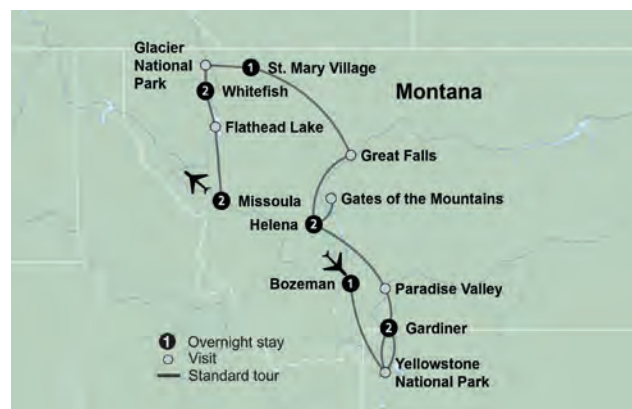 Glacier
National
Park
1 St. Mary Village
2 Whitefish
Montana
Flathead Lake
Great Falls
2 Missoula
Gates of the Mountains
Helena 2
Bozeman 1
Paradise Valley
2 Gardiner
Yellowstone
National Park
1 Overnight stay
Visit
Standard tour